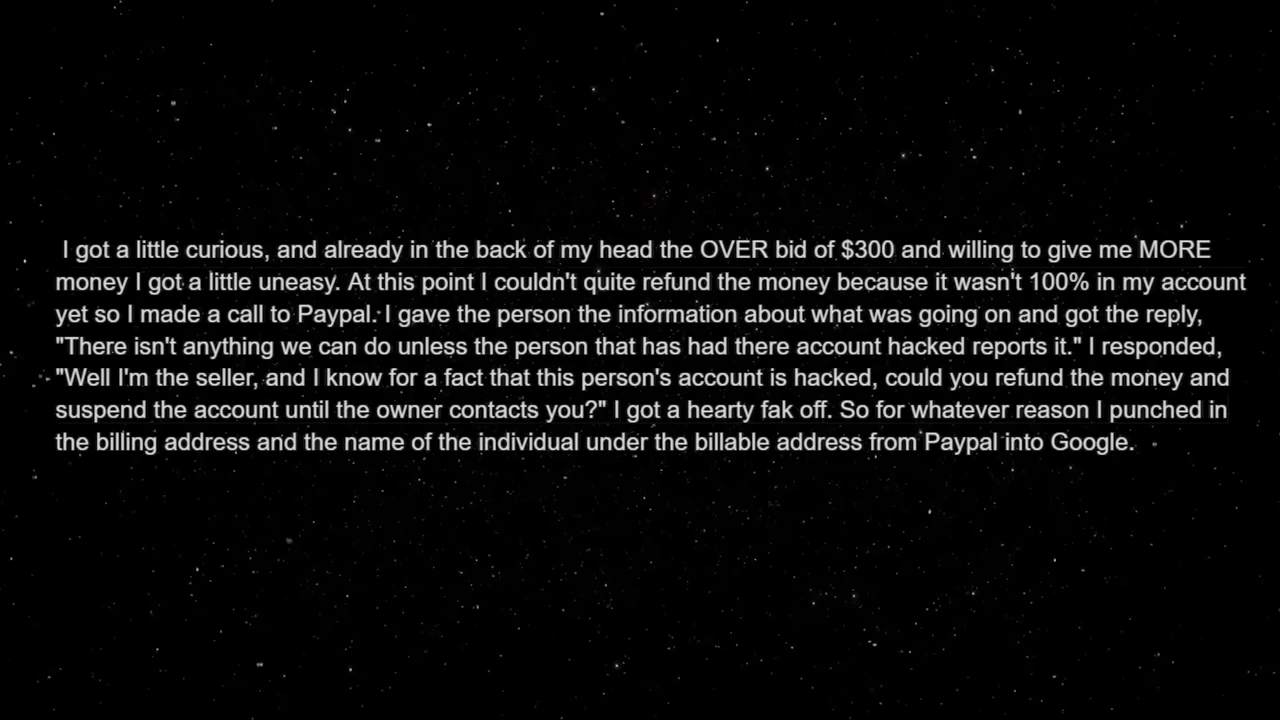 I got a little curious, and already in the back of my head the OVER bid of $300 and willing to give me MORE
money I got a little uneasy. At this point I couldn't quite refund the money because it wasn't 100% in my account
yet so I made a call to Paypal. I gave the person the information about what was going on and got the reply,
"There isn't anything we can do unless the person that has had there account hacked reports it." I responded,
"Well I'm the seller, and I know for a fact that this person's account is hacked, could you refund the money and
suspend the account until the owner contacts you?" I got a hearty fak off. So for whatever reason I punched in
the billing address and the name of the individual under the billable address from Paypal into Google.